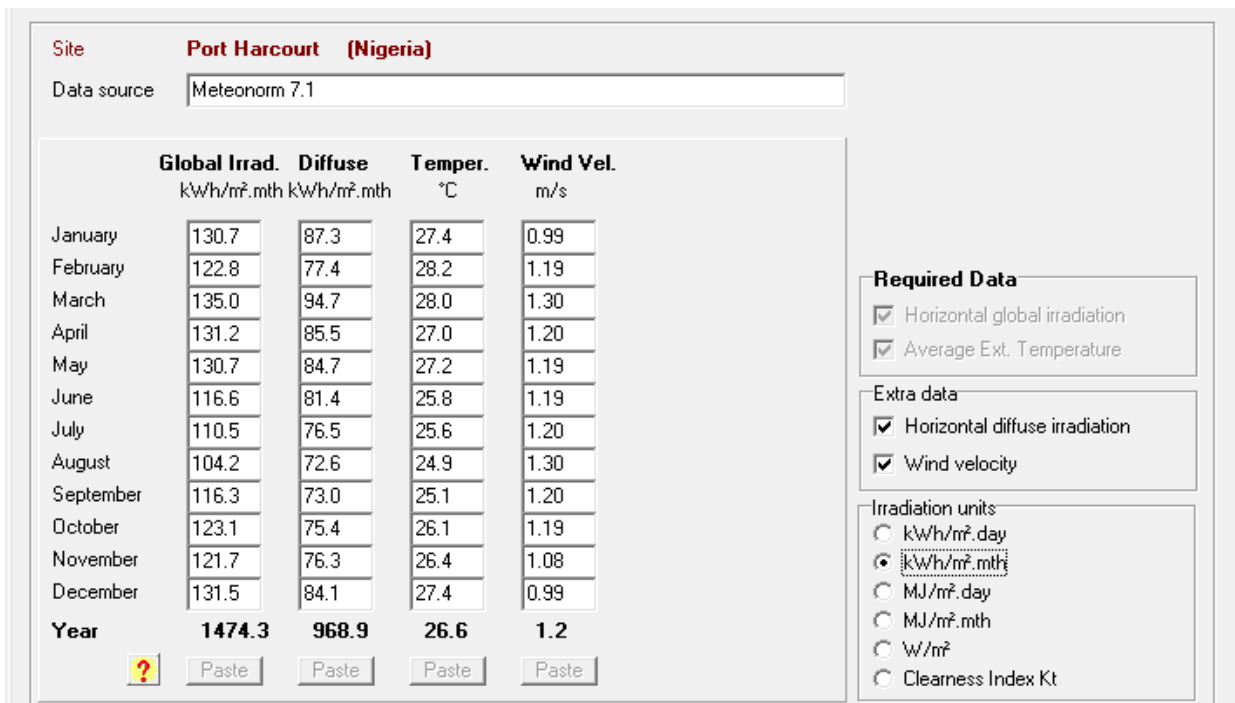 Site Port Harcourt (Nigeria)
Data source Meteonorm 7.1
Global Irrad. Diffuse Temper. Wind Vel.
kWh/m².mth kWh/m².mth °C m/s
January 130.7 87.3 27.4 0.99
February 122.8 77.4 28.2 1.19
March 135.0 94.7 28.0 1.30
April 131.2 85.5 27.0 1.20
May 130.7 84.7 27.2 1.19
June 116.6 81.4 25.8 1.19
July 110.5 76.5 25.6 1.20
August 104.2 72.6 24.9 1.30
September 116.3 73.0 25.1 1.20
October 123.1 75.4 26.1 1.19
November 121.7 76.3 26.4 1.08
December 131.5 84.1 27.4 0.99
Year 1474.3 968.9 26.6 1.2
? Paste Paste Paste Paste
Required Data
Horizontal global irradiation
Average Ext. Temperature
Extra data
Horizontal diffuse irradiation
Wind velocity
Irradiation units
kWh/m².day
kWh/m².mth
MJ/m².day
MJ/m².mth
W/m²
Clearness Index Kt